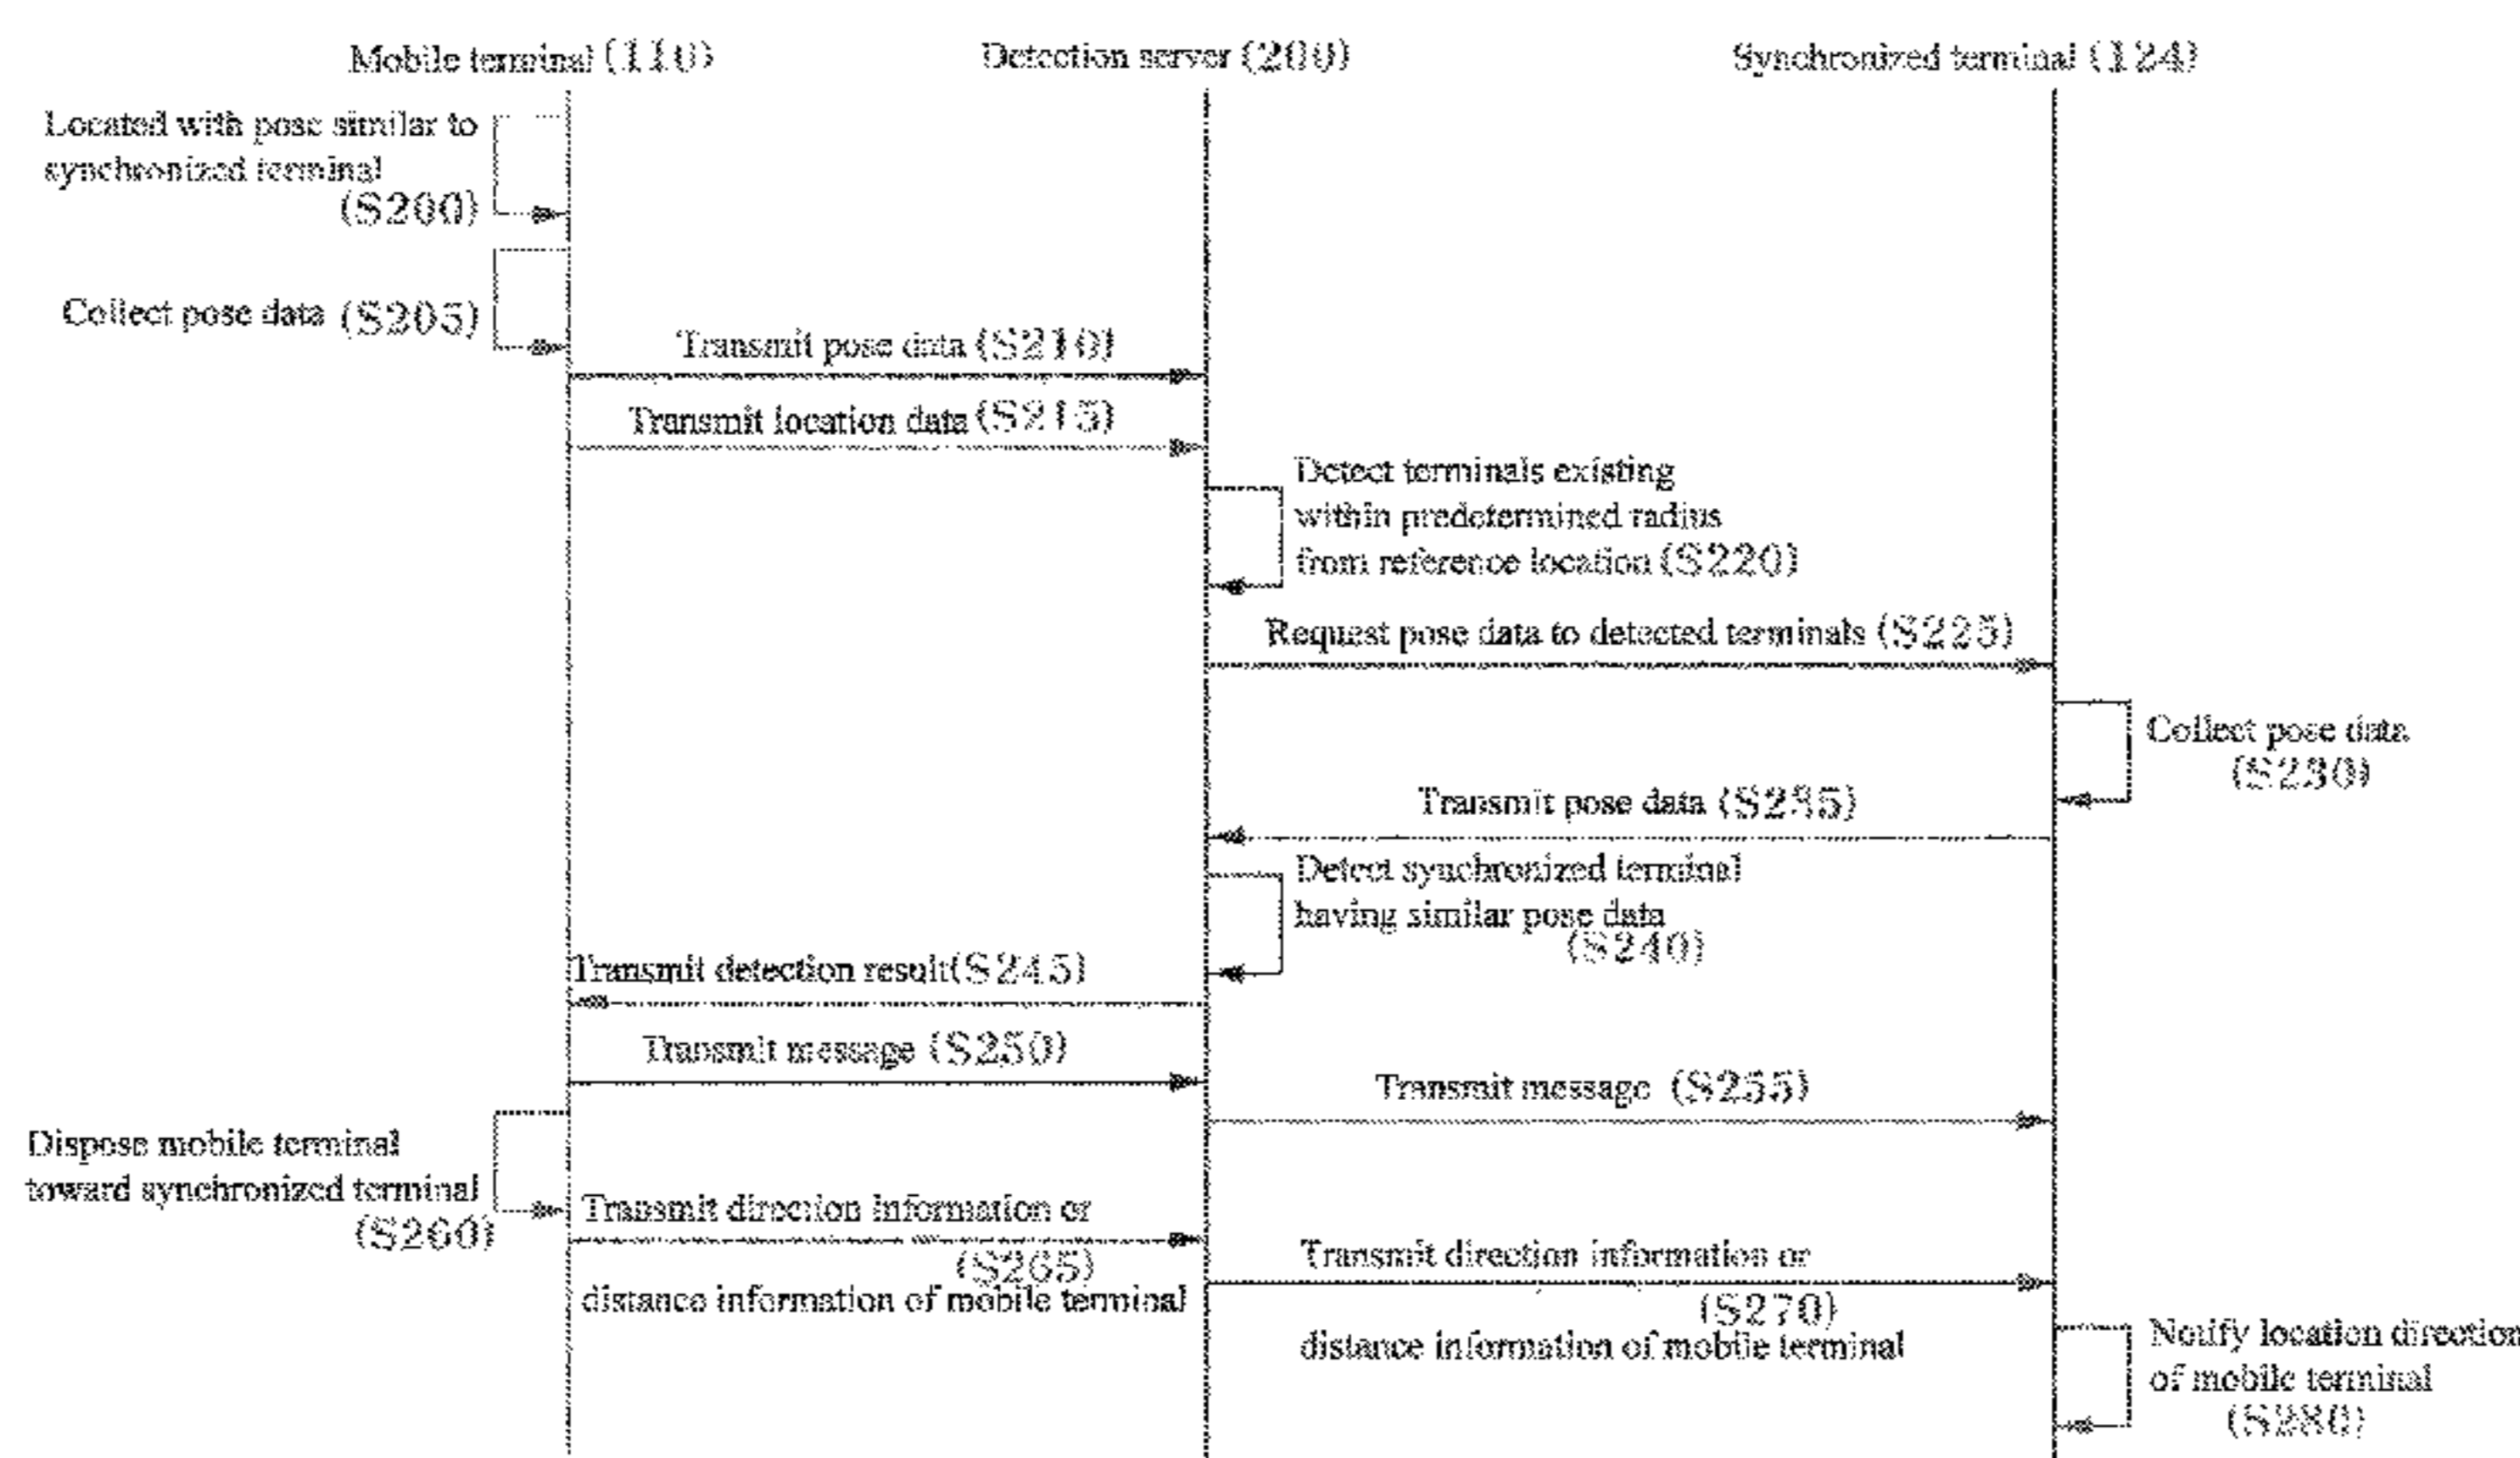 Mobile terminal (110)
Detection server (200)
Synchronized terminal (124)
Located with pose similar to
synchronized terminal
(S200)
Collect pose data (S205)
Transmit pose data (S210)
Transmit location data (S215)
Detect terminals existing
within predetermined radius
from reference location (S220)
Request pose data to detected terminals (S225)
Collect pose data
(S230)
Transmit pose data (S235)
Detect synchronized terminal
having similar pose data
(S240)
Transmit detection result(S245)
Transmit message (S250)
Transmit message (S255)
Dispose mobile terminal
toward synchronized terminal
(S260)
Transmit direction information or
(S265)
distance information of mobile terminal
Transmit direction information or
(S270)
distance information of mobile terminal
Notify location direction
of mobile terminal
(S280)